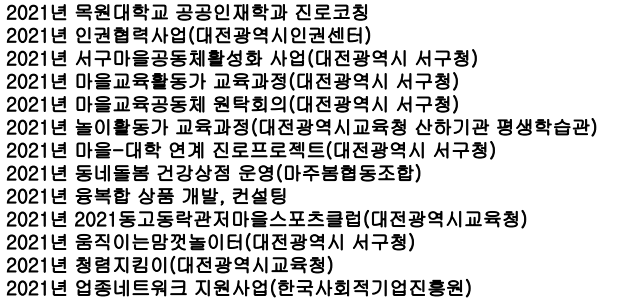 2021년 목원대학교 공공인재학과 진로코칭
2021년 인권협력사업(대전광역시인권센터)
2021년 서구마을공동체활성화 사업(대전광역시 서구청)
2021년 마을교육활동가 교육과정(대전광역시 서구청)
2021년 마을교육공동체 원탁회의(대전광역시 서구청)
2021년 놀이활동가 교육과정(대전광역시교육청 산하기관 평생학습관)
2021년 마을-대학 연계 진로프로젝트(대전광역시 서구청)
2021년 동네돌봄 건강상점 운영(마주봄협동조합)
2021년 융복합 상품 개발, 컨설팅
2021년 2021동고동락관저마을스포츠클럽(대전광역시교육청)
2021년 움직이는맘껏놀이터(대전광역시 서구청)
2021년 청렴지킴이(대전광역시교육청)
2021년 업종네트워크 지원사업(한국사회적기업진흥원)